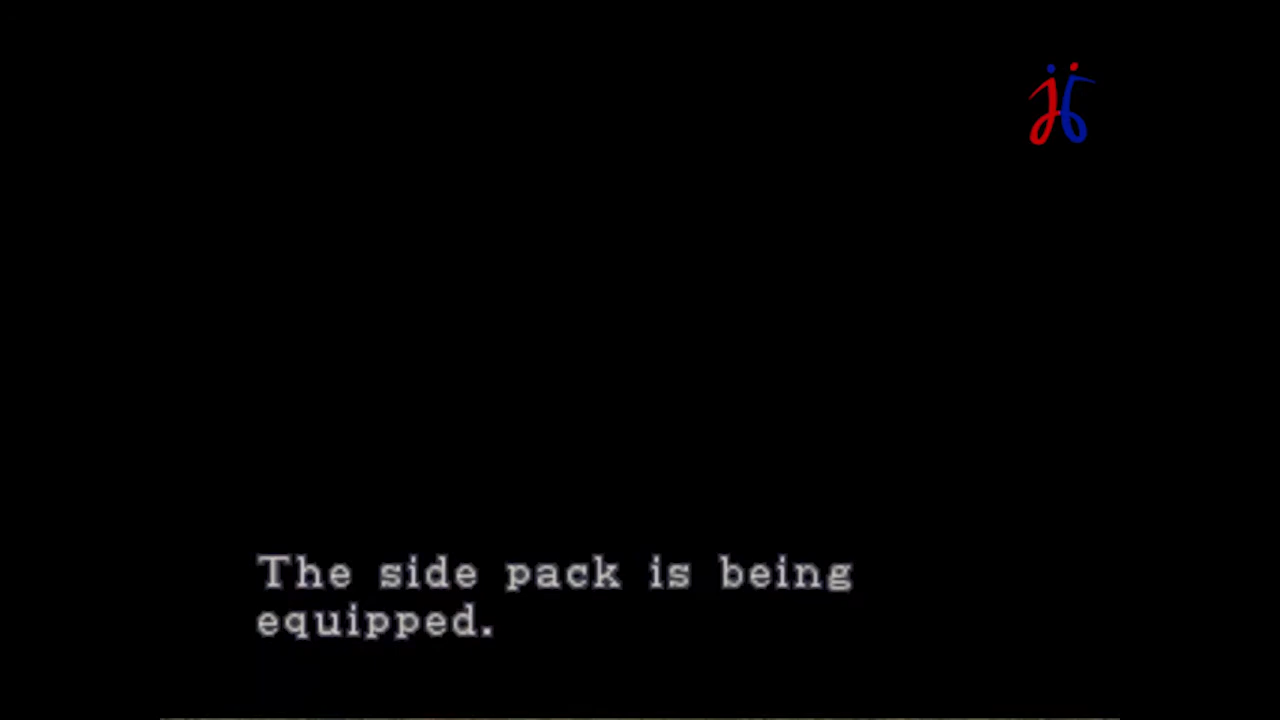 The side pack is being
equipped.